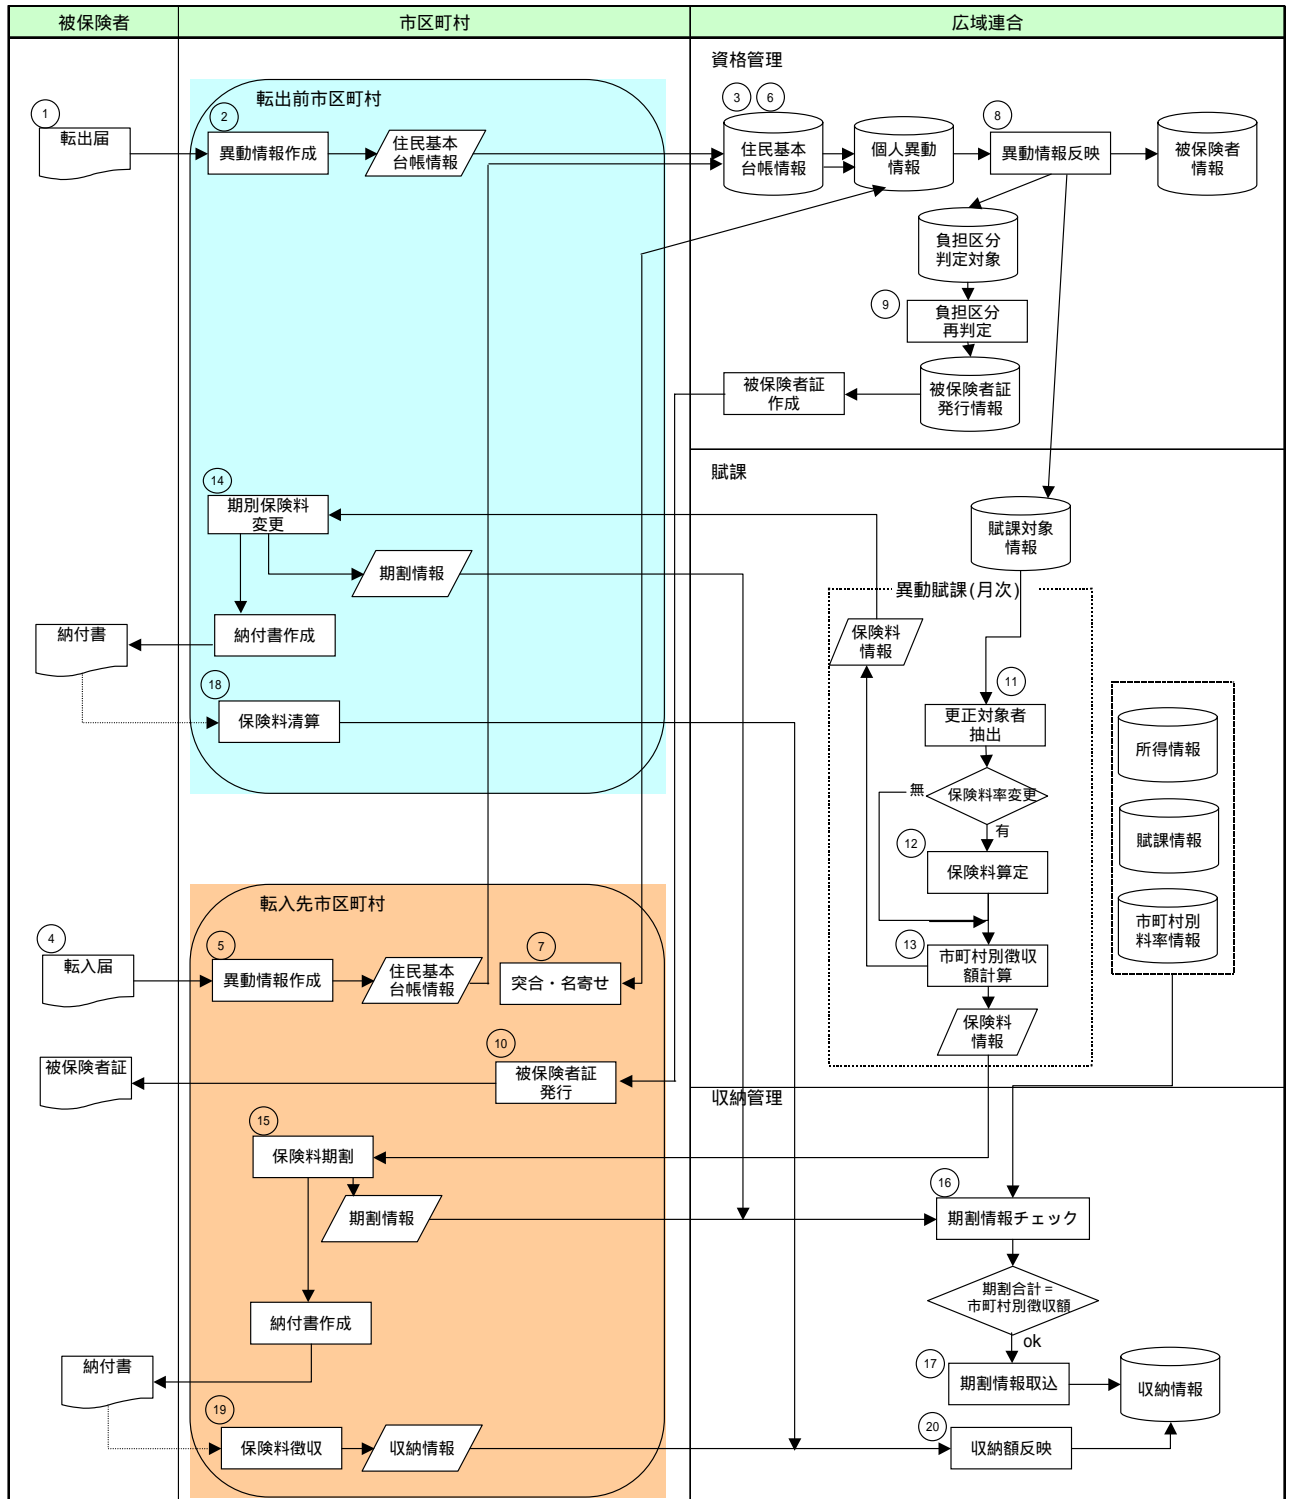 被保険者
市区町村
広域連合
資格管理
転出前市区町村
1
転出届
2
異動情報作成
住民基本
台帳情報
3
6
住民基本
台帳情報
個人異動
情報
8
異動情報反映
被保険者
情報
負担区分
判定対象
9
負担区分
再判定
被保険者証
作成
被保険者証
発行情報
賦課
14
期別保険料
変更
期割情報
賦課対象
情報
異動賦課(月次)
納付書
納付書作成
保険料
情報
18
保険料清算
11
更正対象者
抽出
所得情報
無
保険料率変更
有
賦課情報
12
保険料算定
転入先市区町村
市町村別
料率情報
4
転入届
5
異動情報作成
住民基本
台帳情報
7
突合・名寄せ
13
市町村別徴収
額計算
保険料
情報
10
被保険者証
被保険者証
発行
収納管理
15
保険料期割
期割情報
16
期割情報チェック
期割合計=
市町村別徴収額
ok
納付書作成
納付書
17
期割情報取込
収納情報
19
保険料徴収
収納情報
20
収納額反映